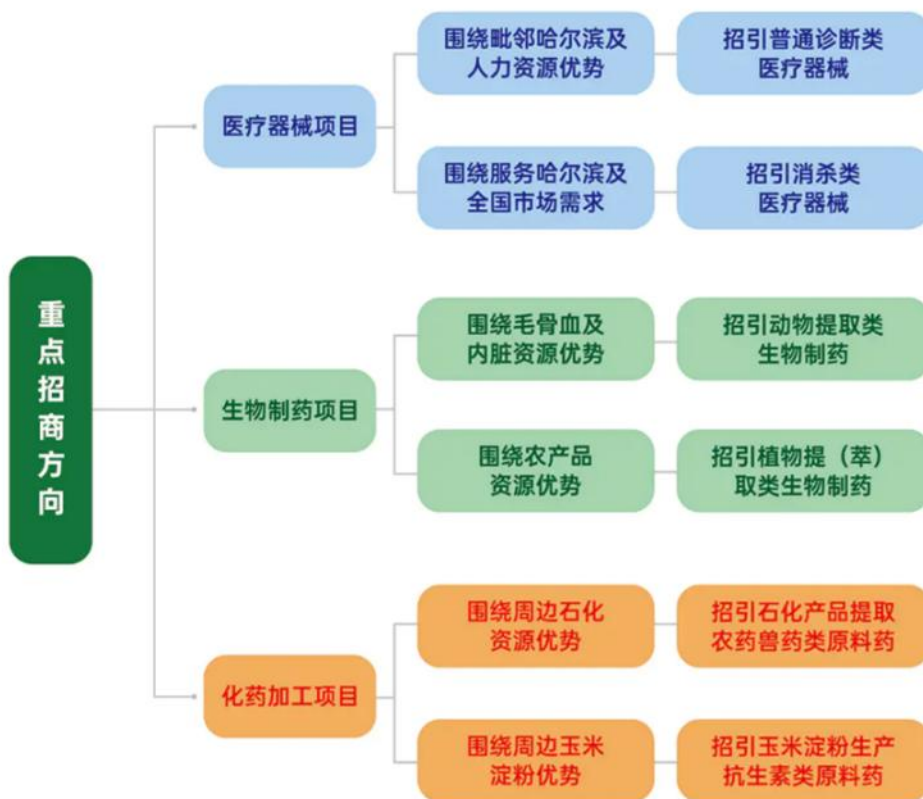 重点招商方向
医疗器械项目
围绕毗邻哈尔滨及
人力资源优势
招引普通诊断类
医疗器械
围绕服务哈尔滨及
全国市场需求
招引消杀类
医疗器械
生物制药项目
围绕毛骨血及
内脏资源优势
招引动物提取类
生物制药
围绕农产品
资源优势
招引植物提（萃）
取类生物制药
化药加工项目
围绕周边石化
资源优势
招引石化产品提取
农药兽药类原料药
围绕周边玉米
淀粉优势
招引玉米淀粉生产
抗生素类原料药